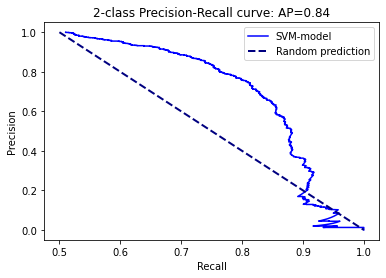 2-class Precision-Recall curve: AP=0.84
SVM-model
Random prediction
Precision
1.0
0.8
0.6
0.4
0.2
0.0
0.5
0.6
0.7
0.8
0.9
1.0
Recall